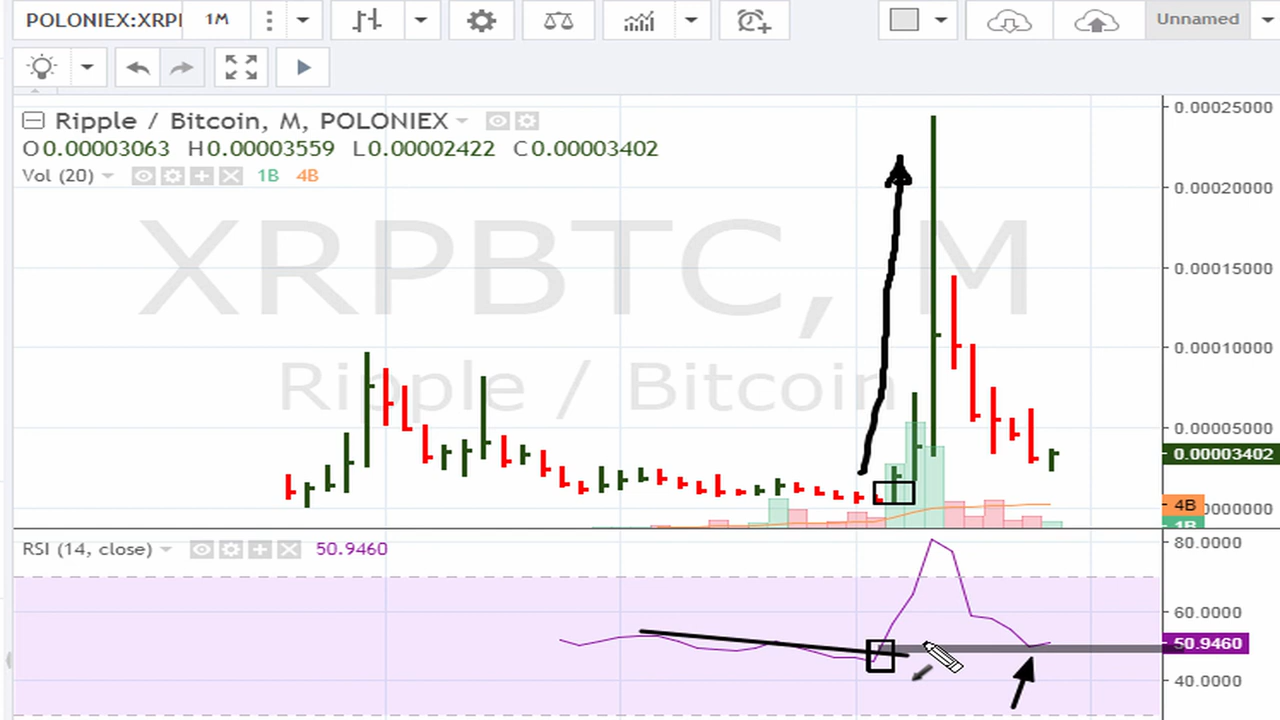 POLONIEX:XRPI 1M Unnamed
Ripple / Bitcoin, M, POLONIEX
O0.00003063 H0.00003559 L0.00002422 C0.00003402
Vol (20) 1B 4B
XRPBTC, M
Ripple / Bitcoin
0.00025000
0.00020000
0.00015000
0.00010000
0.00005000
0.00003402
4B 0.00000000
1B
RSI (14, close) 50.9460
80.0000
60.0000
50.9460
40.0000